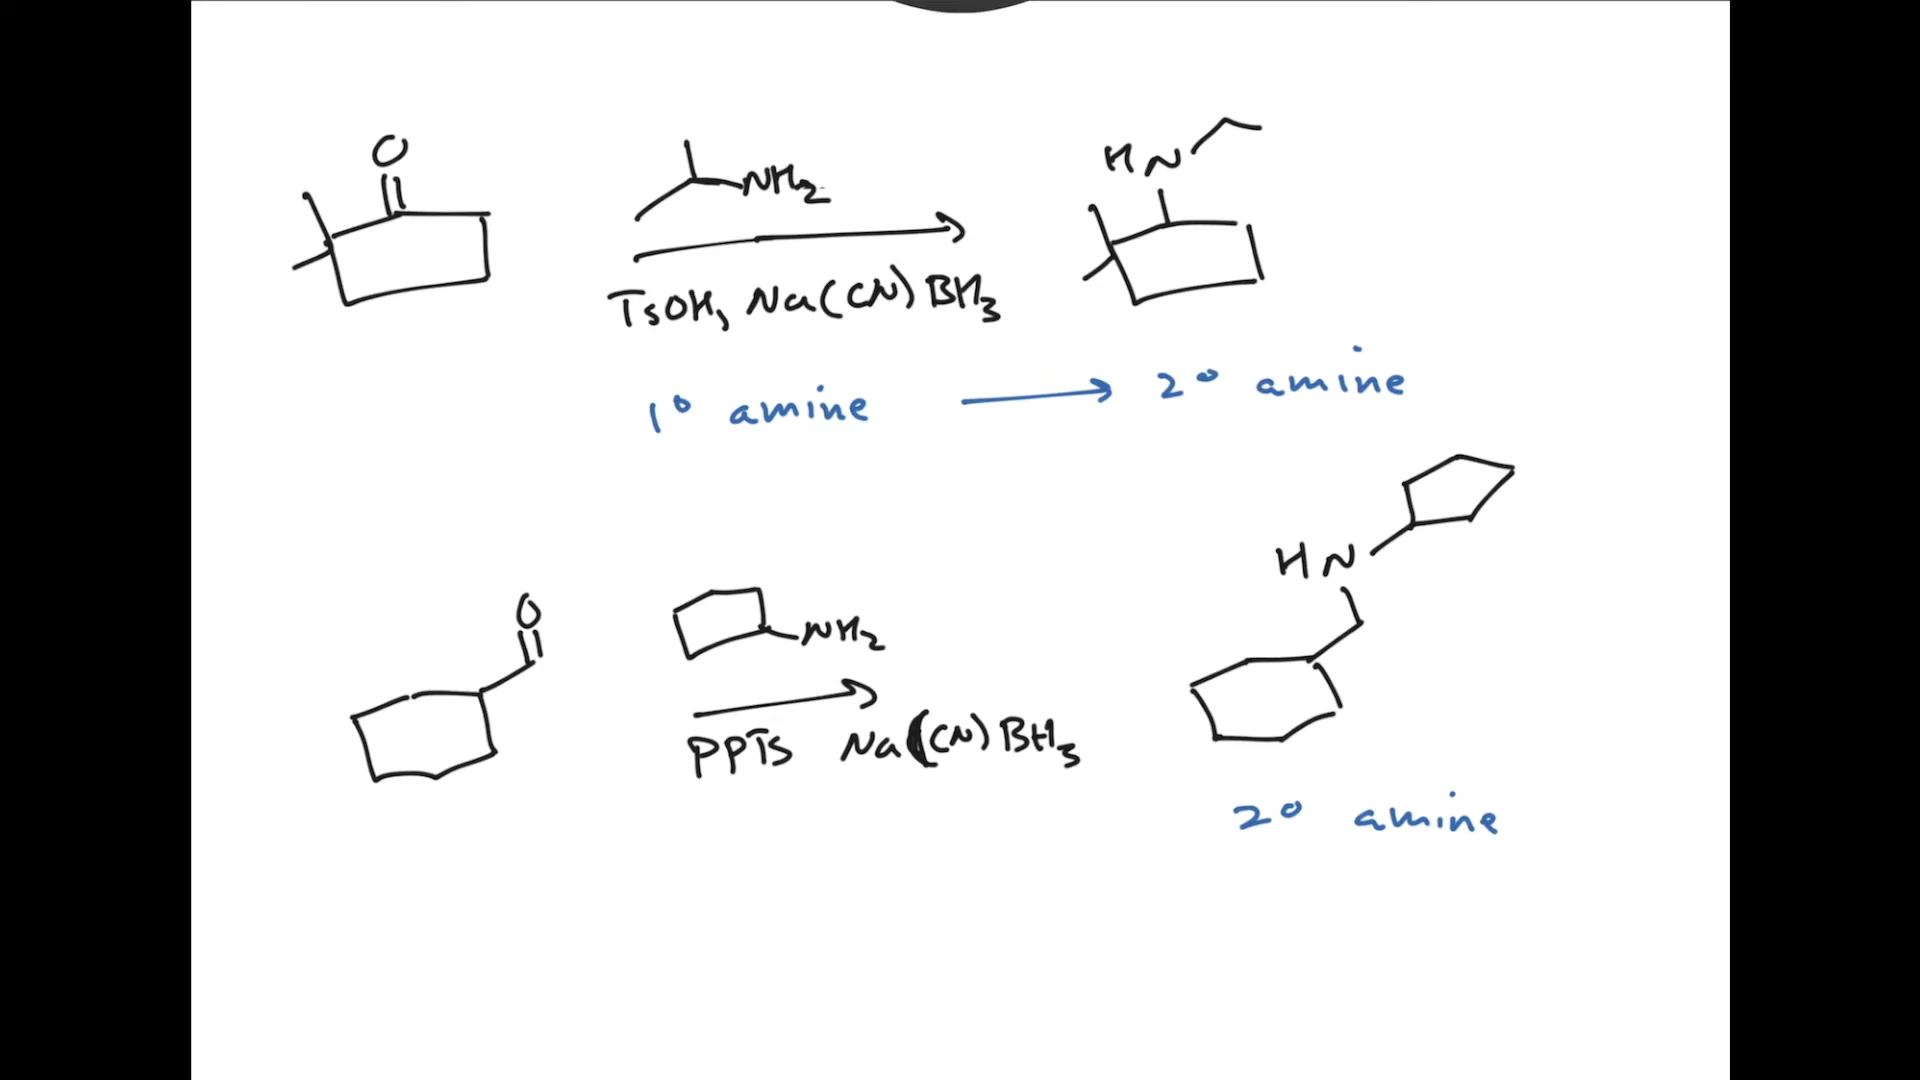 O
NH2
HN
TsOH, Na(CN)BH3
1° amine → 2° amine
HN
O
NH2
PPTS Na(CN)BH3
2° amine